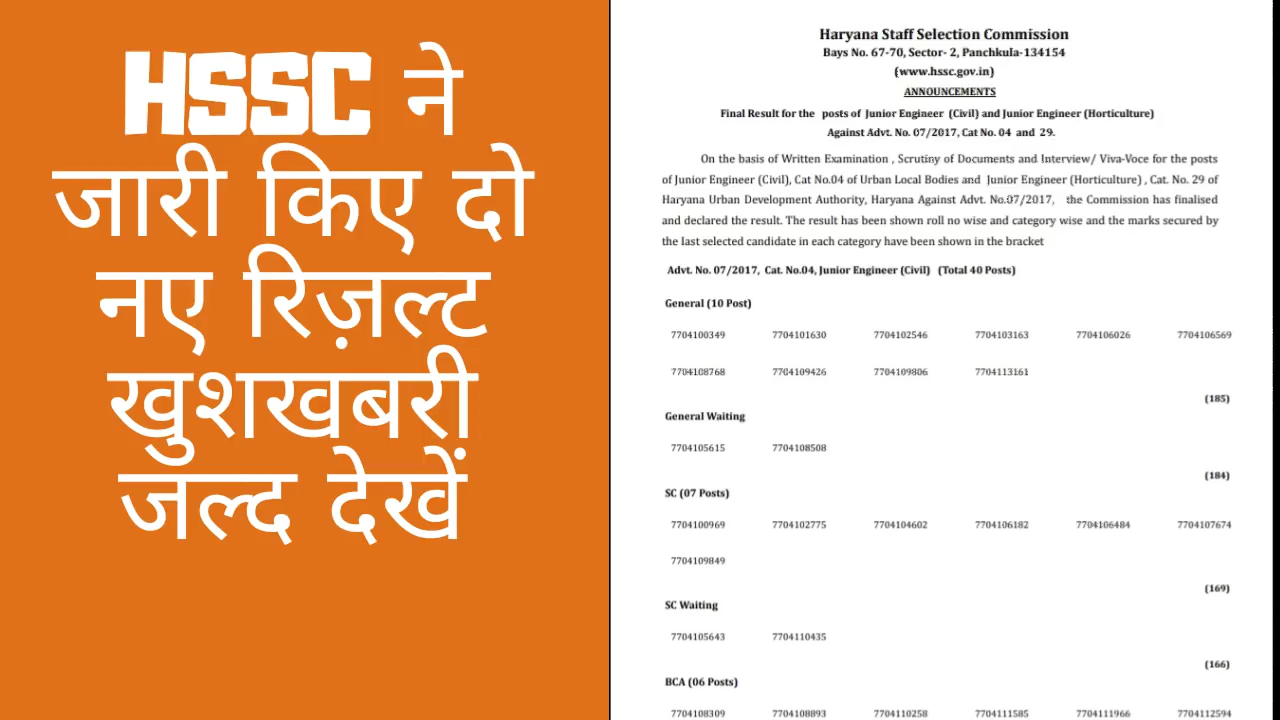 HSSC ने
जारी किए दो
नए रिज़ल्ट
खुशखबरी
जल्द देखें
Haryana Staff Selection Commission
Bays No. 67-70, Sector- 2, Panchkula-134154
(www.hssc.gov.in)
ANNOUNCEMENTS
Final Result for the posts of Junior Engineer (Civil) and Junior Engineer (Horticulture)
Against Advt. No. 07/2017, Cat No. 04 and 29.
On the basis of Written Examination , Scrutiny of Documents and Interview/ Viva-Voce for the posts
of Junior Engineer (Civil), Cat No.04 of Urban Local Bodies and Junior Engineer (Horticulture) , Cat. No. 29 of
Haryana Urban Development Authority, Haryana Against Advt. No.07/2017, the Commission has finalised
and declared the result. The result has been shown roll no wise and category wise and the marks secured by
the last selected candidate in each category have been shown in the bracket
Advt. No. 07/2017, Cat. No.04, Junior Engineer (Civil) (Total 40 Posts)
General (10 Post)
7704100349 7704101630 7704102546 7704103163 7704106026 7704106569
7704108768 7704109426 7704109806 7704113161
(185)
General Waiting
7704105615 7704108508
(184)
SC (07 Posts)
7704100969 7704102775 7704104602 7704106182 7704106484 7704107674
7704109849
(169)
SC Waiting
7704105643 7704110435
(166)
BCA (06 Posts)
7704108309 7704108893 7704110258 7704111585 7704111966 7704112594